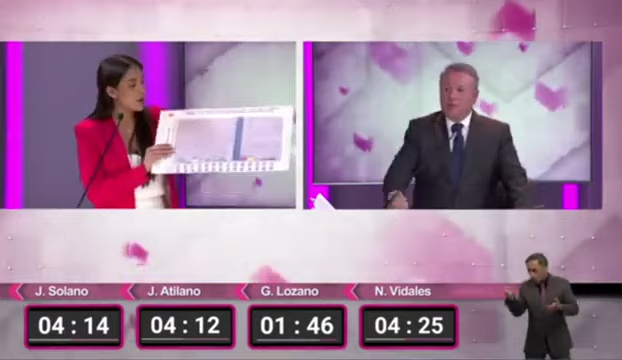 J. Solano
J. Atilano
G. Lozano
N. Vidales
04 : 14
04 : 12
01 : 46
04 : 25